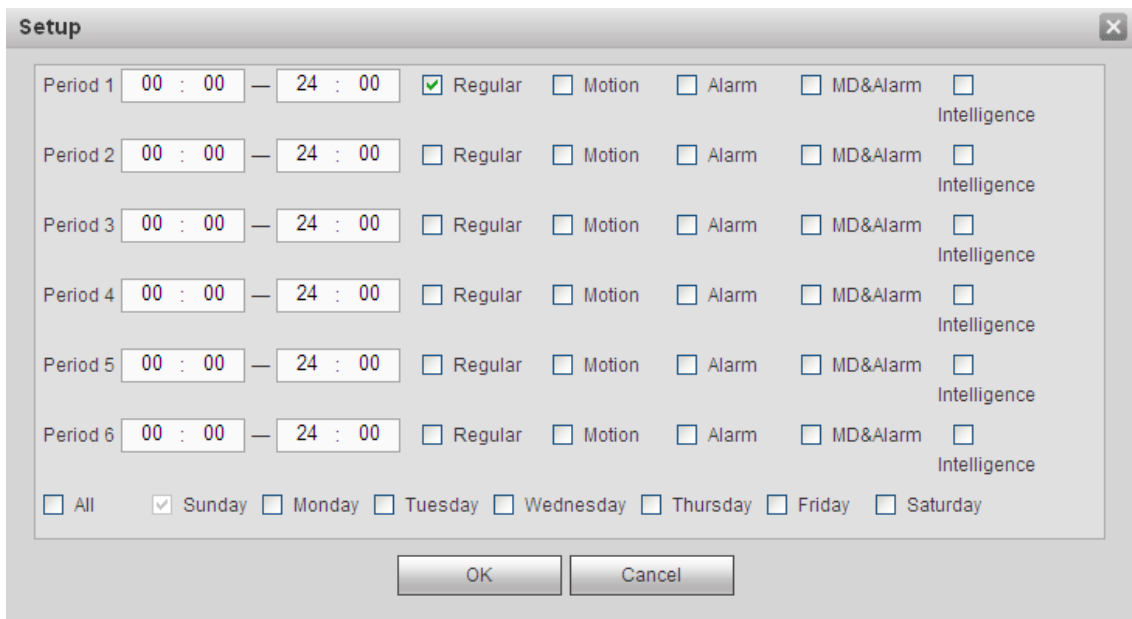 Setup
Period 1 00 : 00 — 24 : 00 Regular Motion Alarm MD&Alarm
Intelligence
Period 2 00 : 00 — 24 : 00 Regular Motion Alarm MD&Alarm
Intelligence
Period 3 00 : 00 — 24 : 00 Regular Motion Alarm MD&Alarm
Intelligence
Period 4 00 : 00 — 24 : 00 Regular Motion Alarm MD&Alarm
Intelligence
Period 5 00 : 00 — 24 : 00 Regular Motion Alarm MD&Alarm
Intelligence
Period 6 00 : 00 — 24 : 00 Regular Motion Alarm MD&Alarm
Intelligence
All Sunday Monday Tuesday Wednesday Thursday Friday Saturday
OK Cancel